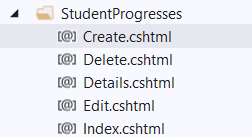 StudentProgresses
[@] Create.cshtml
[@] Delete.cshtml
[@] Details.cshtml
[@] Edit.cshtml
[@] Index.cshtml